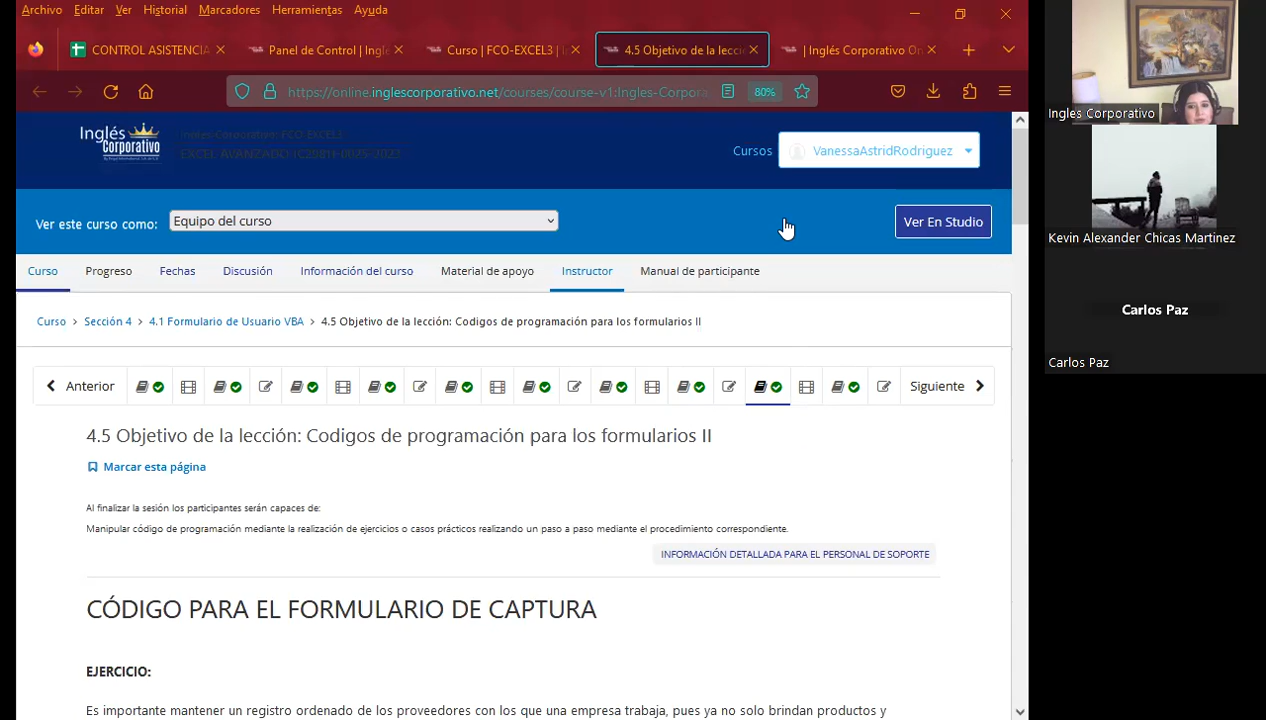 Archivo Editar Ver Historial Marcadores Herramientas Ayuda
CONTROL ASISTENCIA
Panel de Control | Inglé
Curso | FCO-EXCEL3 | I
4.5 Objetivo de la lecció
| Inglés Corporativo On
https://online.inglescorporativo.net/courses/course-v1:Ingles-Corpora
80%
Inglés Corporativo
Ingles-Corporativo: FCO-EXCEL3
Cursos
VanessaAstridRodriguez
Ver este curso como:
Equipo del curso
Ver En Studio
Curso Progreso Fechas Discusión Información del curso Material de apoyo Instructor Manual de participante
Curso > Sección 4 > 4.1 Formulario de Usuario VBA > 4.5 Objetivo de la lección: Codigos de programación para los formularios II
Anterior
Siguiente
4.5 Objetivo de la lección: Codigos de programación para los formularios II
Marcar esta página
Al finalizar la sesión los participantes serán capaces de:
Manipular código de programación mediante la realización de ejercicios o casos prácticos realizando un paso a paso mediante el procedimiento correspondiente.
INFORMACIÓN DETALLADA PARA EL PERSONAL DE SOPORTE
CÓDIGO PARA EL FORMULARIO DE CAPTURA
EJERCICIO:
Es importante mantener un registro ordenado de los proveedores con los que una empresa trabaja, pues ya no solo brindan productos y
Ingles Corporativo
Kevin Alexander Chicas Martinez
Carlos Paz
Carlos Paz